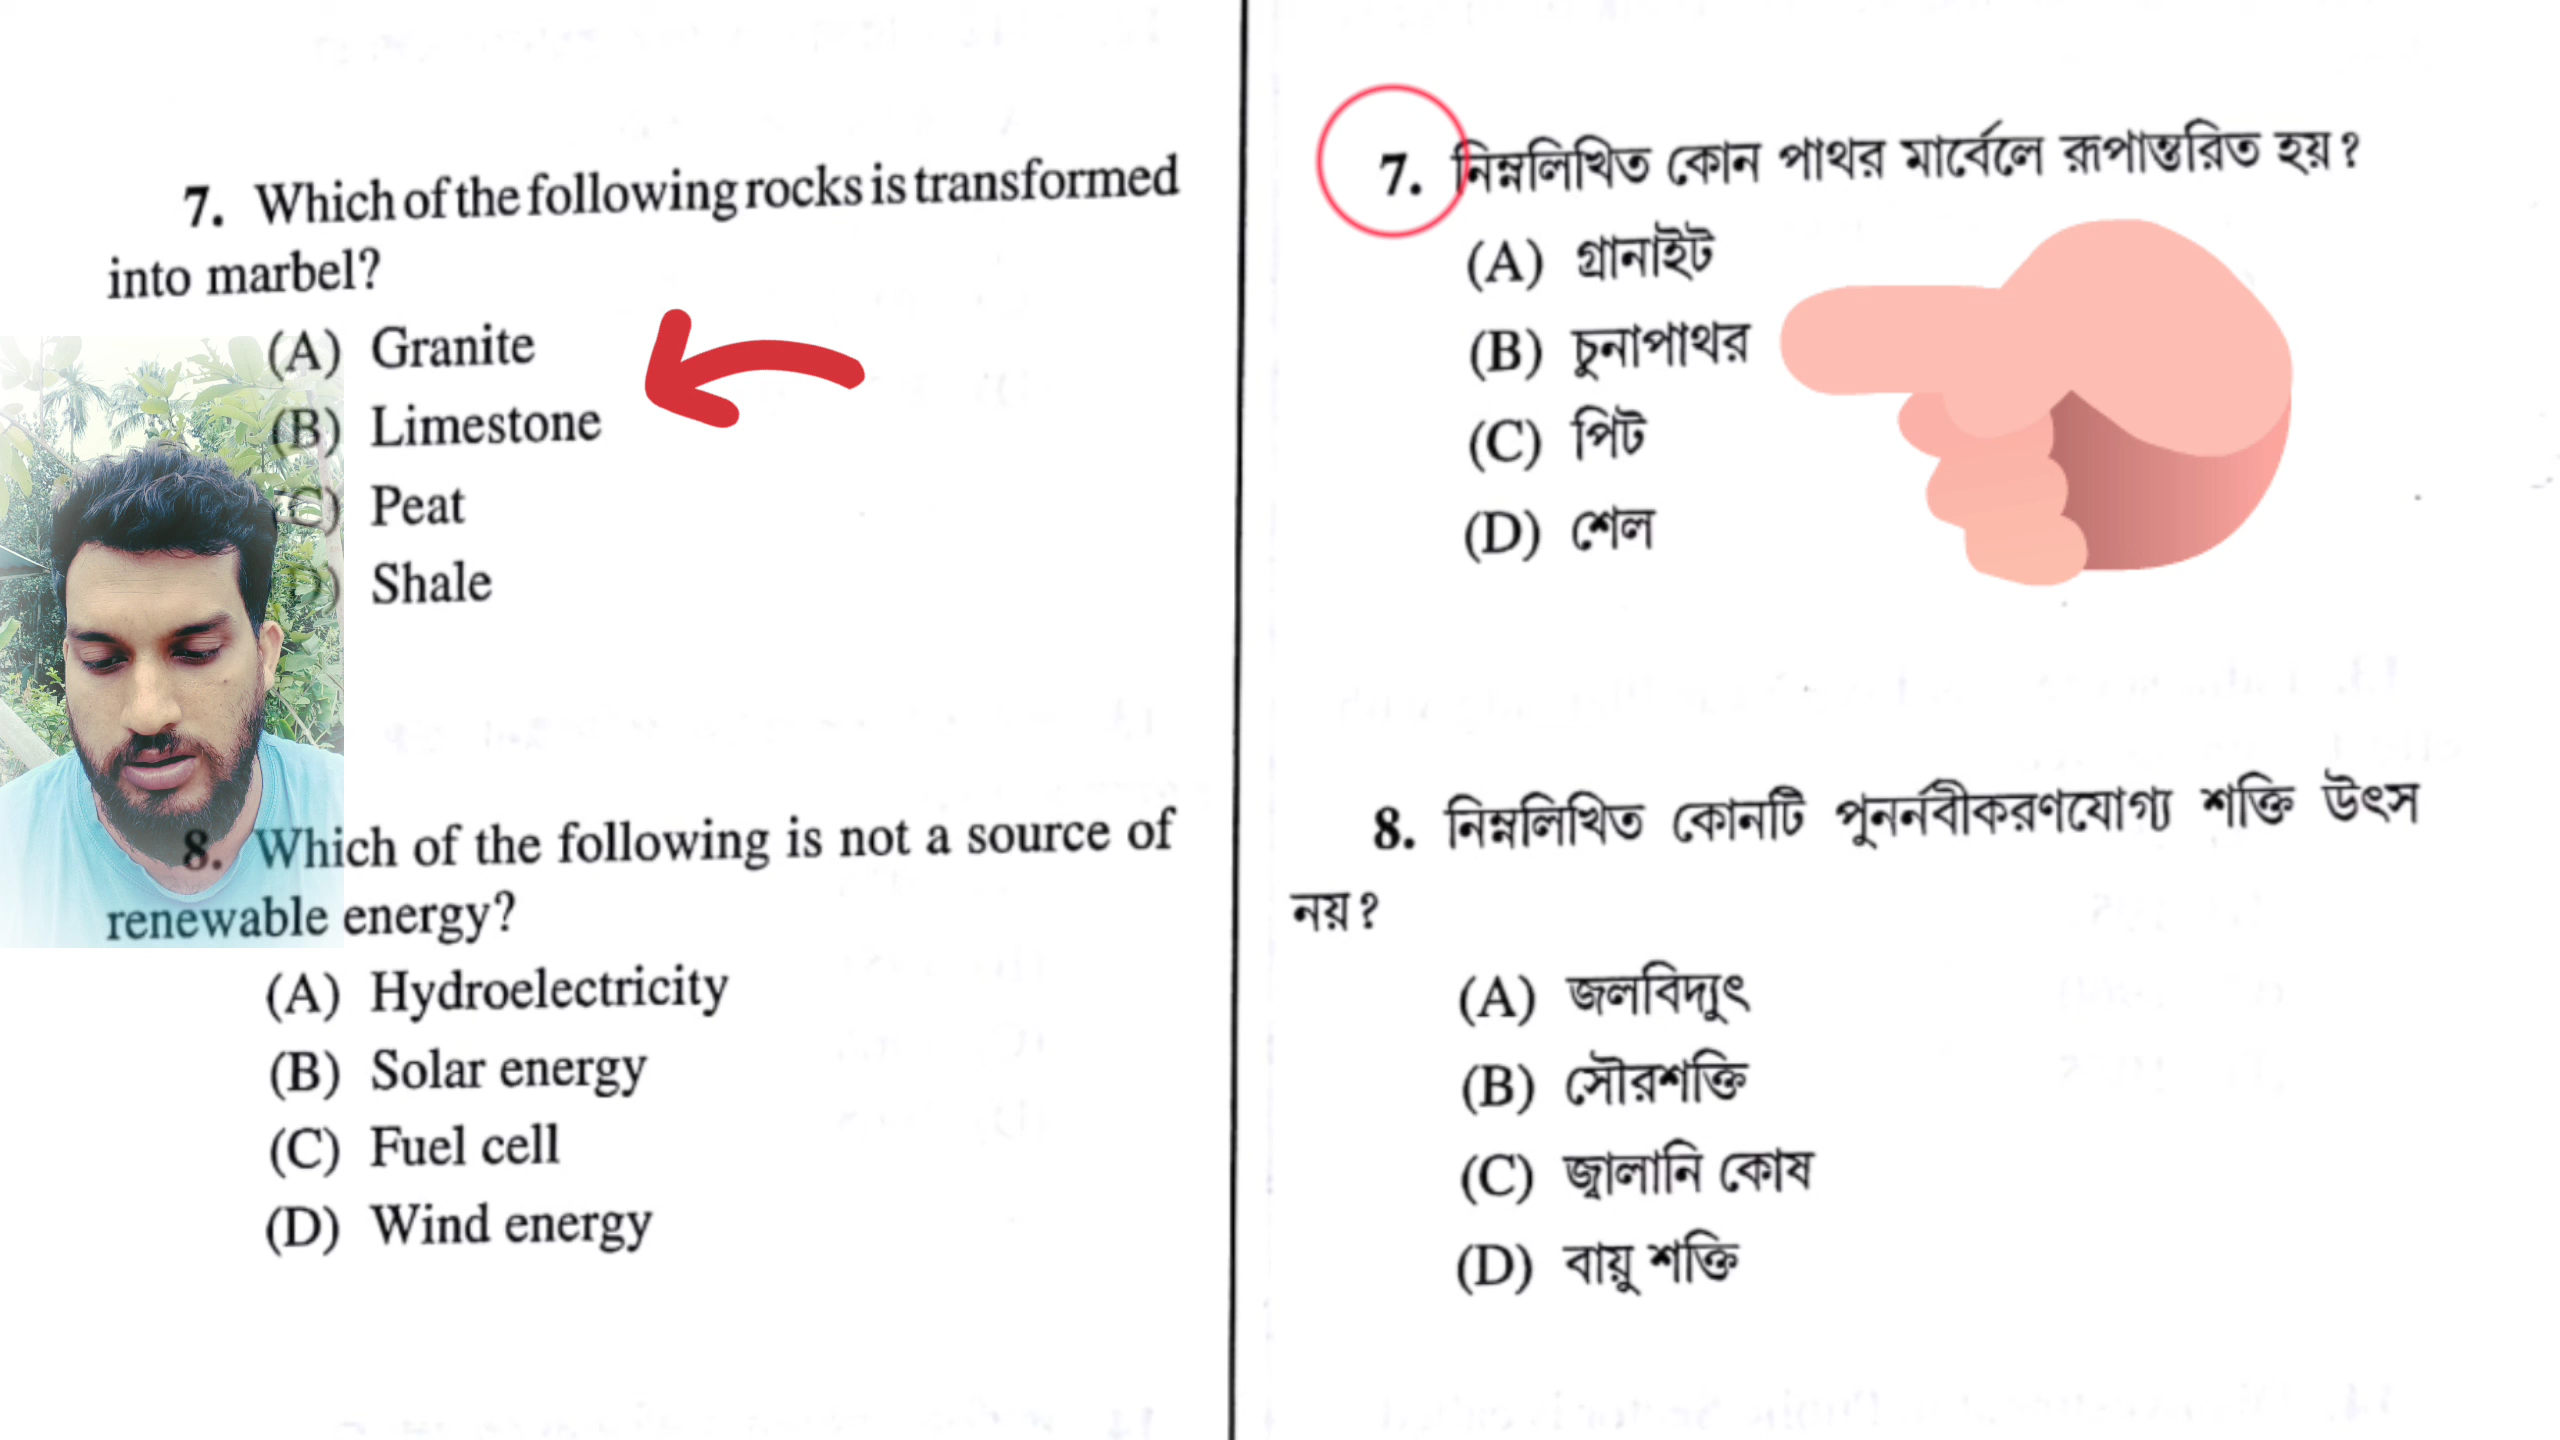 7. Which of the following rocks is transformed
into marbel?
(A) Granite
(B) Limestone
(C) Peat
(D) Shale
8. Which of the following is not a source of
renewable energy?
(A) Hydroelectricity
(B) Solar energy
(C) Fuel cell
(D) Wind energy
7. নিম্নলিখিত কোন পাথর মার্বেলে রূপান্তরিত হয়?
(A) গ্রানাইট
(B) চুনাপাথর
(C) পিট
(D) শেল
8. নিম্নলিখিত কোনটি পুনর্নবীকরণযোগ্য শক্তি উৎস
নয়?
(A) জলবিদ্যুৎ
(B) সৌরশক্তি
(C) জ্বালানি কোষ
(D) বায়ু শক্তি